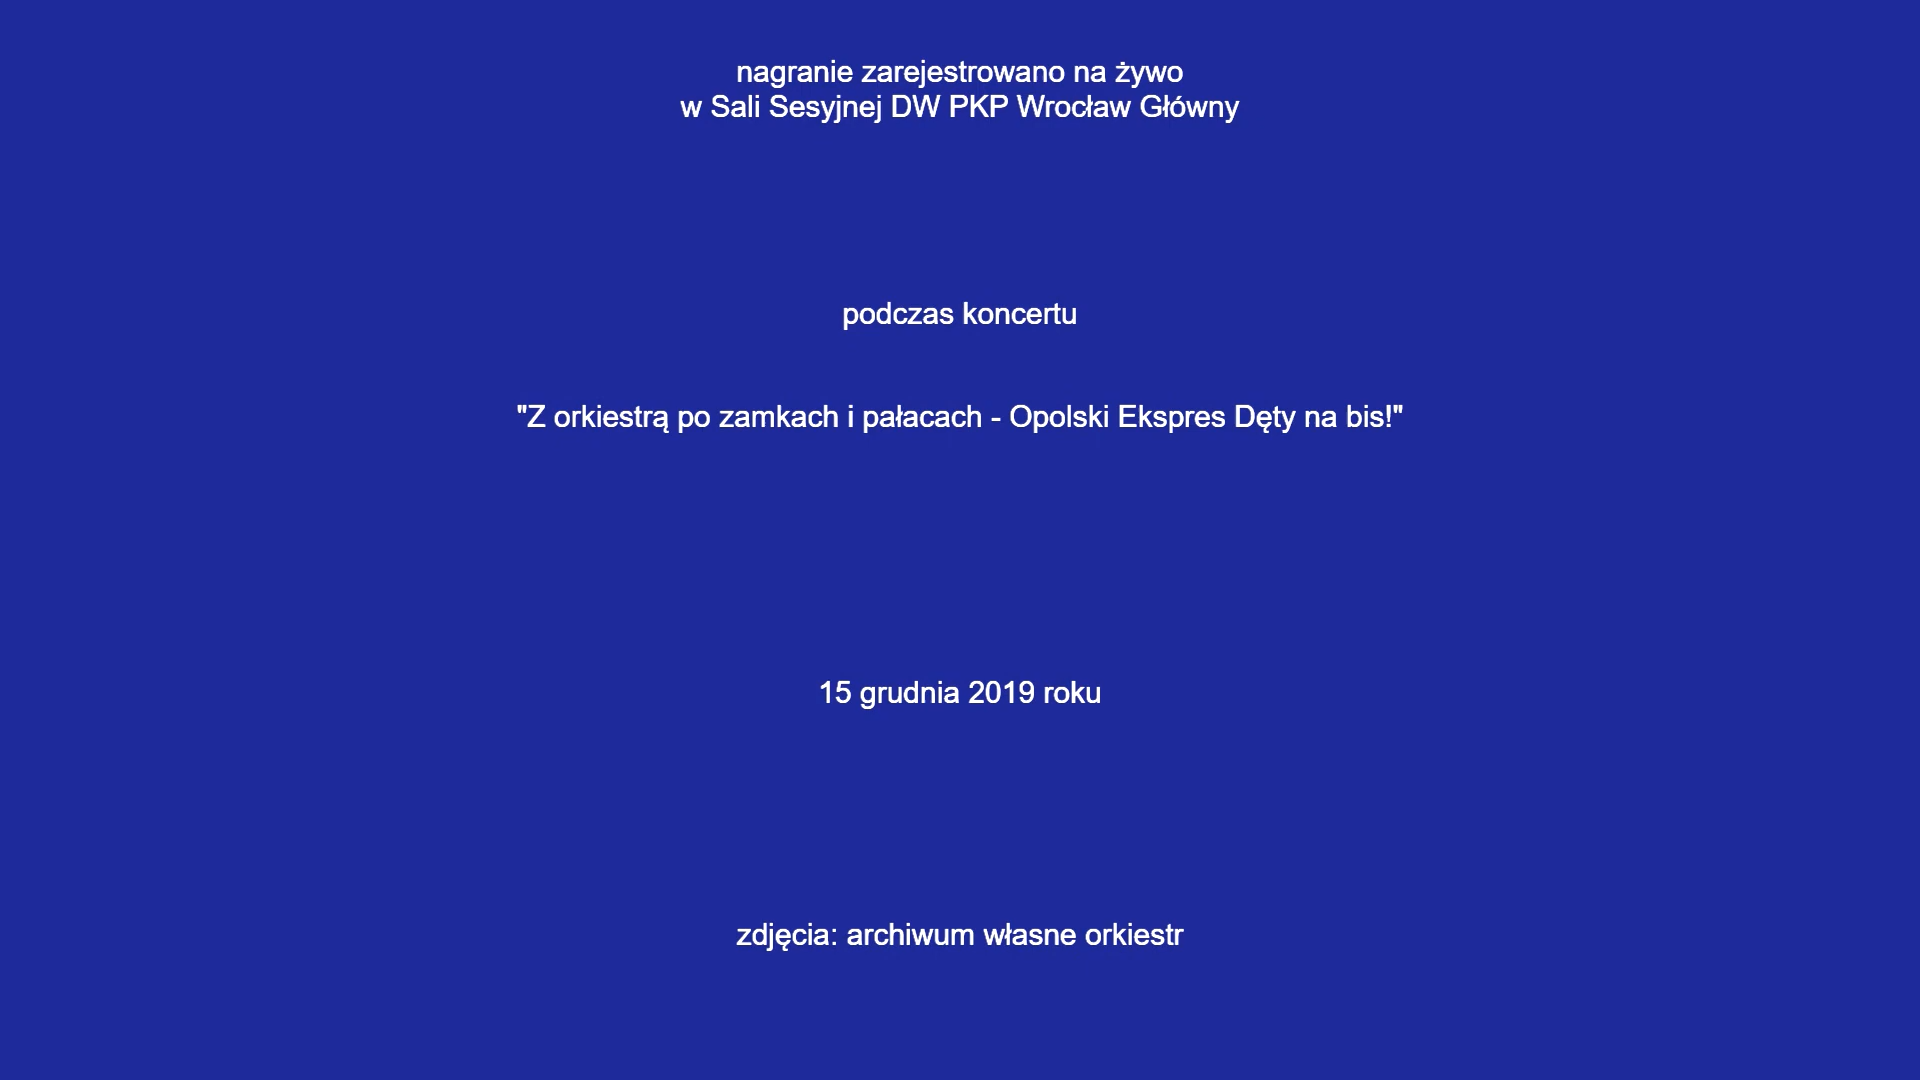 nagranie zarejestrowano na żywo
w Sali Sesyjnej DW PKP Wrocław Główny
podczas koncertu
"Z orkiestrą po zamkach i pałacach - Opolski Ekspres Dęty na bis!"
15 grudnia 2019 roku
zdjęcia: archiwum własne orkiestr